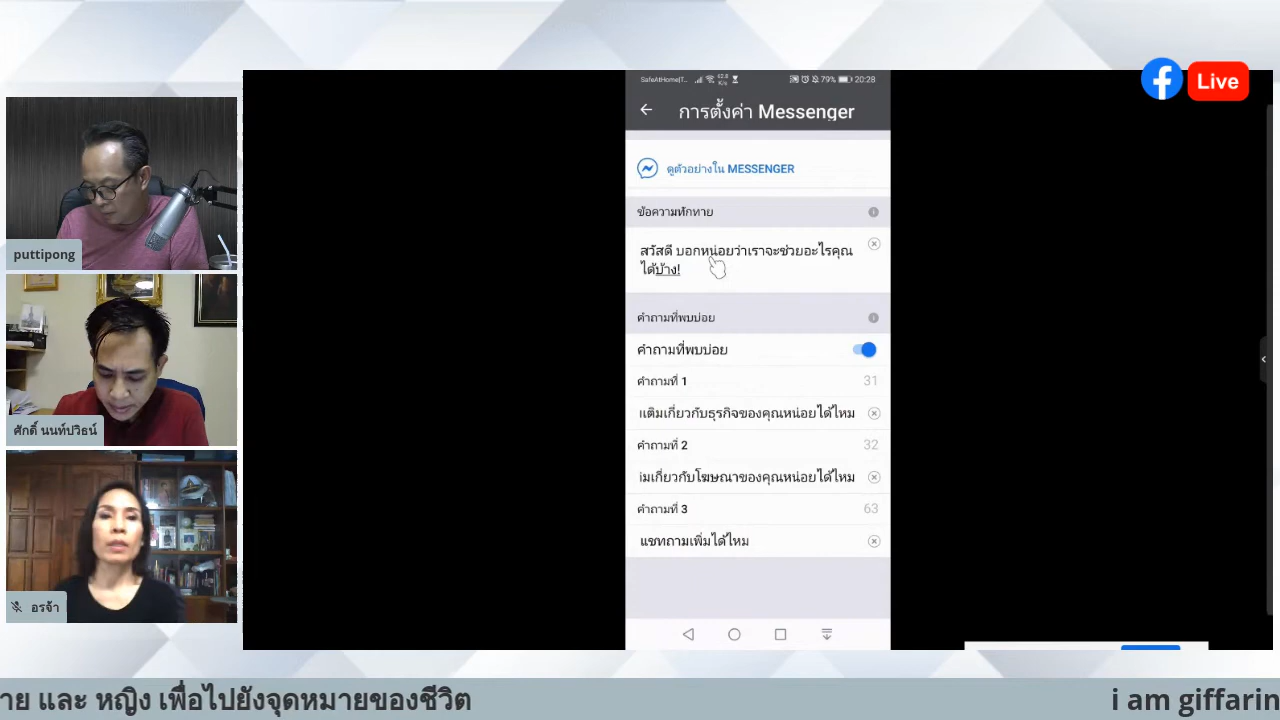 Live
SafeAtHome|T..
79% 20:28
การตั้งค่า Messenger
ดูตัวอย่างใน MESSENGER
ข้อความทักทาย
สวัสดี บอกหน่อยว่าเราจะช่วยอะไรคุณ
ได้บ้าง!
คำถามที่พบบ่อย
คำถามที่พบบ่อย
คำถามที่ 1 31
เติมเกี่ยวกับธุรกิจของคุณหน่อยได้ไหม
คำถามที่ 2 32
ิ่มเกี่ยวกับโฆษณาของคุณหน่อยได้ไหม
คำถามที่ 3 63
แชทถามเพิ่มได้ไหม
puttipong
ศักดิ์ นนท์ปวิธน์
อรจ้า
าย และ หญิง เพื่อไปยังจุดหมายของชีวิต
i am giffarin